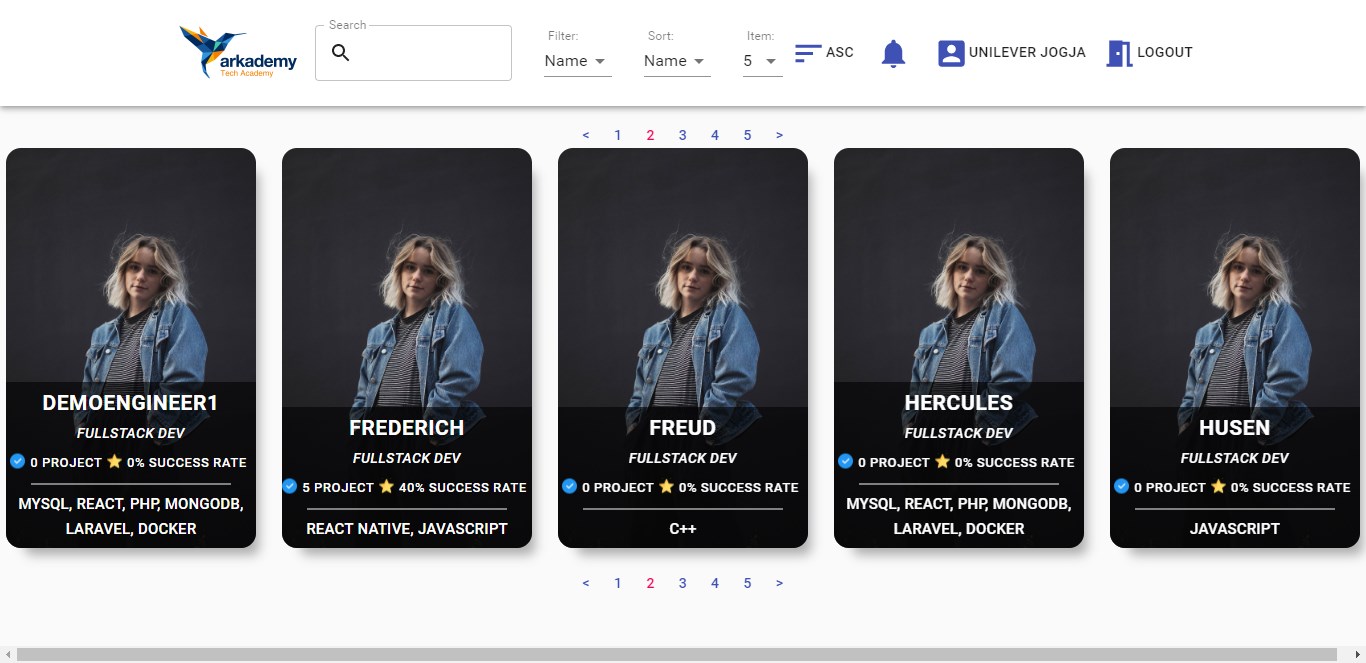 arkademy
Tech Academy
Search
Filter:
Name
Sort:
Name
Item:
5
ASC
UNILEVER JOGJA
LOGOUT
< 1 2 3 4 5 >
DEMOENGINEER1
FULLSTACK DEV
0 PROJECT 0% SUCCESS RATE
MYSQL, REACT, PHP, MONGODB,
LARAVEL, DOCKER
FREDERICH
FULLSTACK DEV
5 PROJECT 40% SUCCESS RATE
REACT NATIVE, JAVASCRIPT
FREUD
FULLSTACK DEV
0 PROJECT 0% SUCCESS RATE
C++
HERCULES
FULLSTACK DEV
0 PROJECT 0% SUCCESS RATE
MYSQL, REACT, PHP, MONGODB,
LARAVEL, DOCKER
HUSEN
FULLSTACK DEV
0 PROJECT 0% SUCCESS RATE
JAVASCRIPT
< 1 2 3 4 5 >